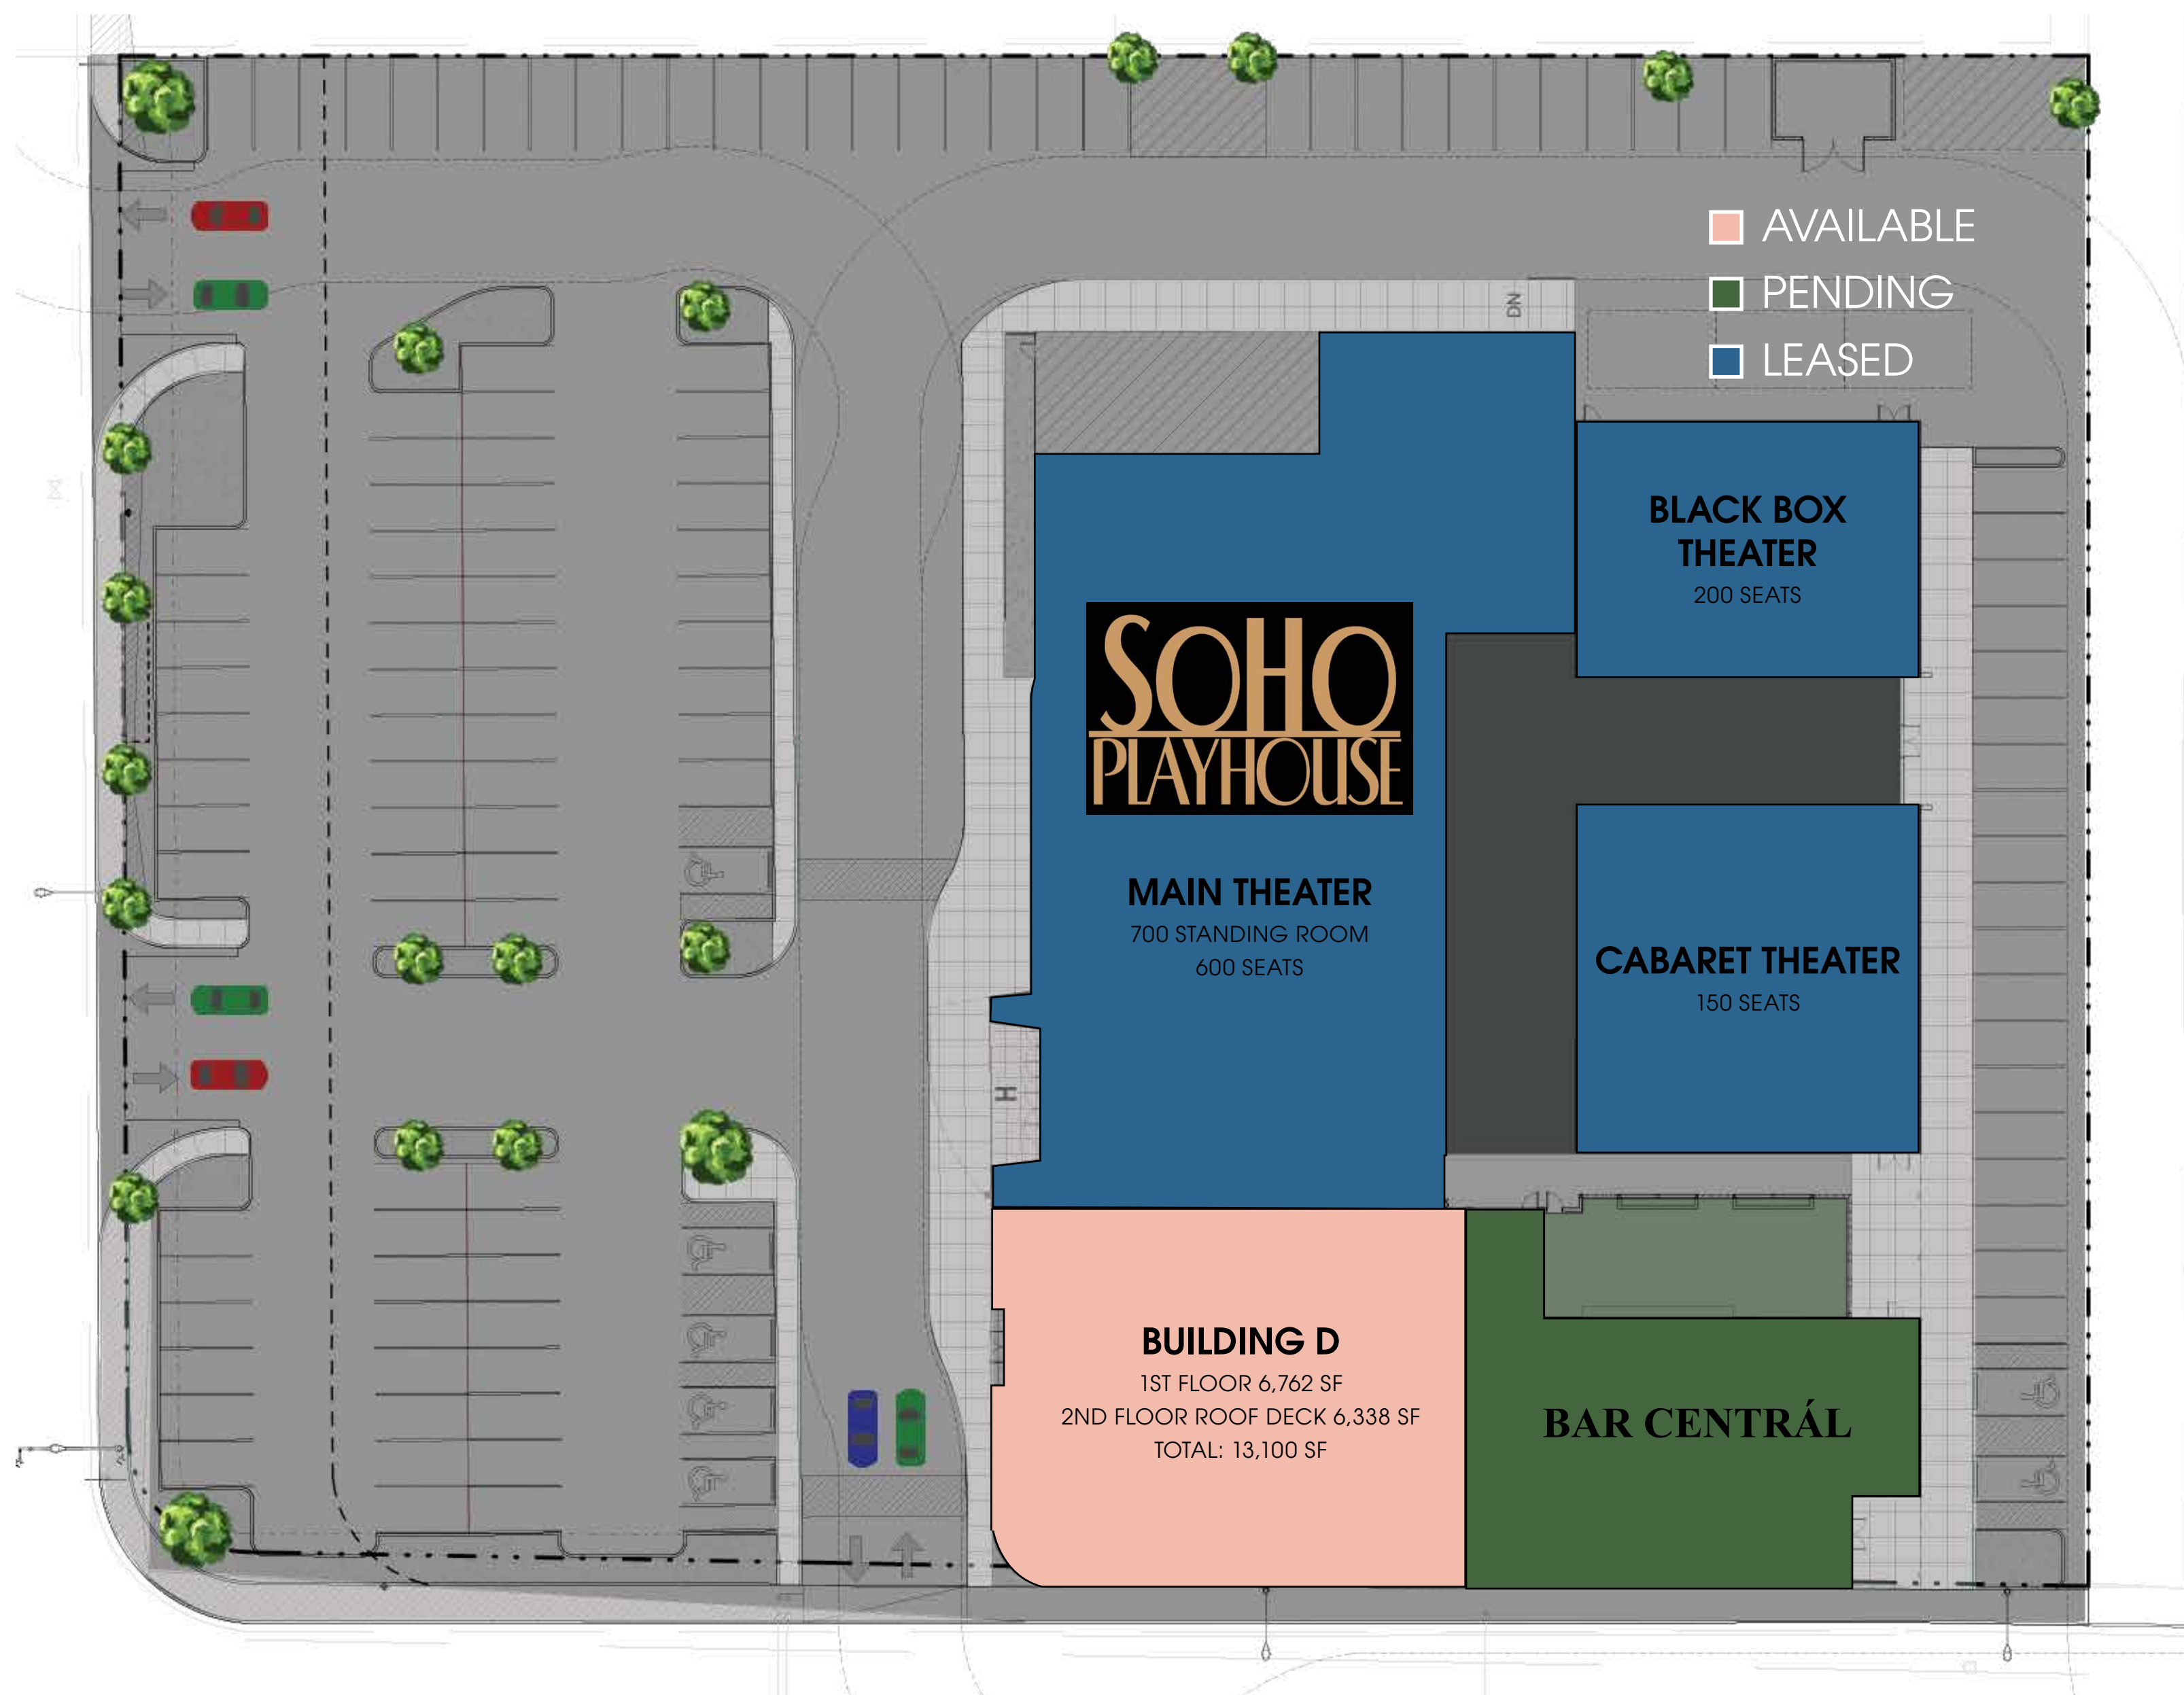 AVAILABLE
PENDING
LEASED
DN
BLACK BOX
THEATER
200 SEATS
SOHO
PLAYHOUSE
MAIN THEATER
700 STANDING ROOM
600 SEATS
CABARET THEATER
150 SEATS
BUILDING D
1ST FLOOR 6,762 SF
2ND FLOOR ROOF DECK 6,338 SF
TOTAL: 13,100 SF
BAR CENTRÁL